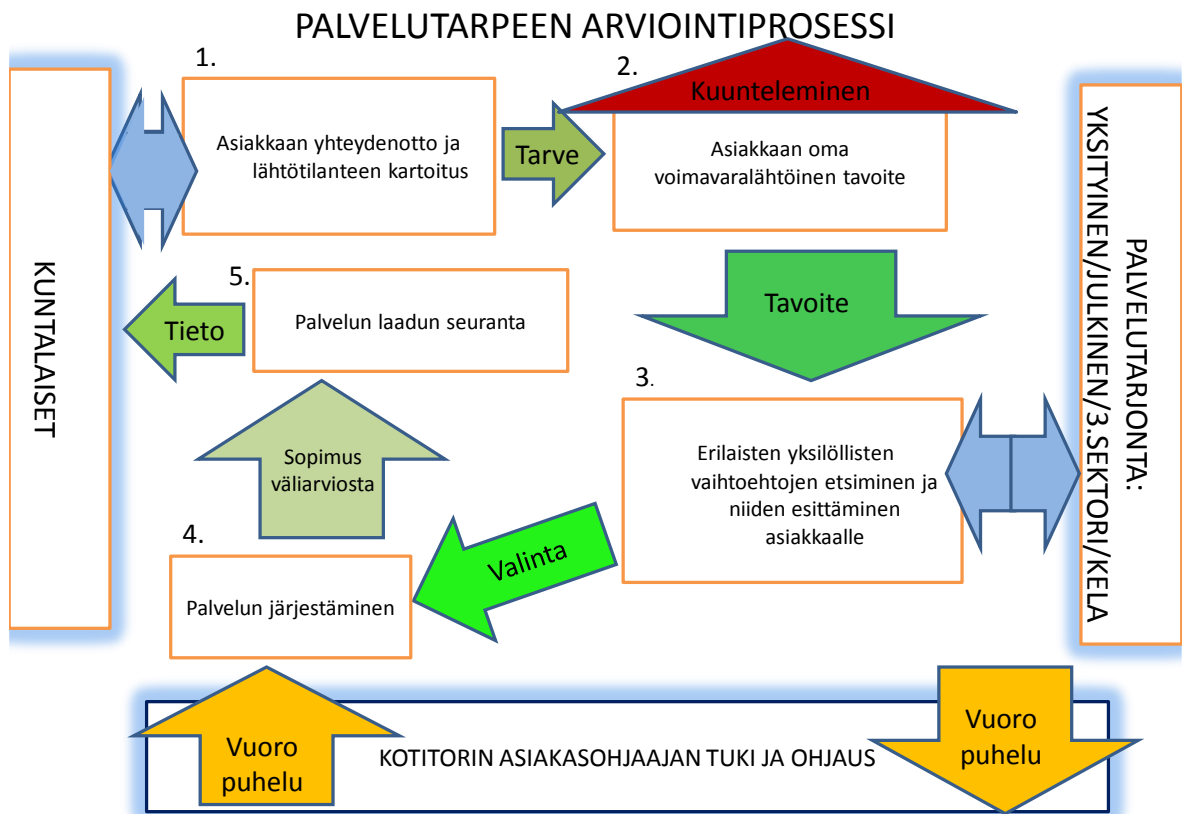 PALVELUTARPEEN ARVIOINTIPROSESSI
1.
Asiakkaan yhteydenotto ja
lähtötilanteen kartoitus
Tarve
2.
Kuunteleminen
Asiakkaan oma
voimavaralähtöinen tavoite
Tavoite
3.
Erilaisten yksilöllisten
vaihtoehtojen etsiminen ja
niiden esittäminen
asiakkaalle
Valinta
4.
Palvelun järjestäminen
Sopimus
väliarviosta
5.
Palvelun laadun seuranta
Tieto
KUNTALAISET
PALVELUTARJONTA:
YKSITYINEN/JULKINEN/3.SEKTORI/KELA
Vuoro
puhelu
KOTITORIN ASIAKASOHJAAJAN TUKI JA OHJAUS
Vuoro
puhelu